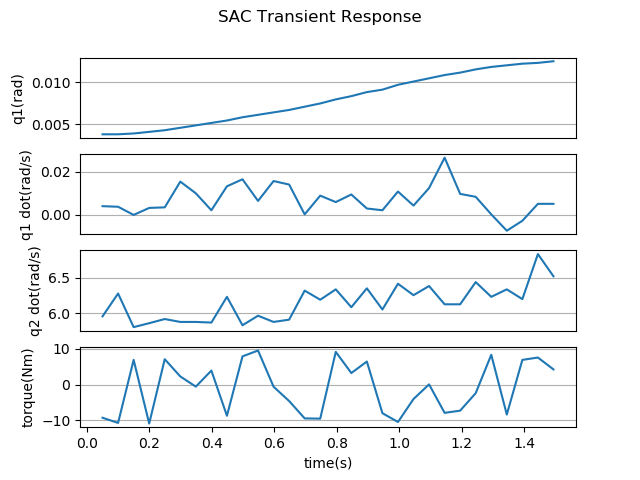 SAC Transient Response
q1(rad)
0.010
0.005
q1 dot(rad/s)
0.02
0.00
q2 dot(rad/s)
6.5
6.0
torque(Nm)
10
0
−10
0.0 0.2 0.4 0.6 0.8 1.0 1.2 1.4
time(s)